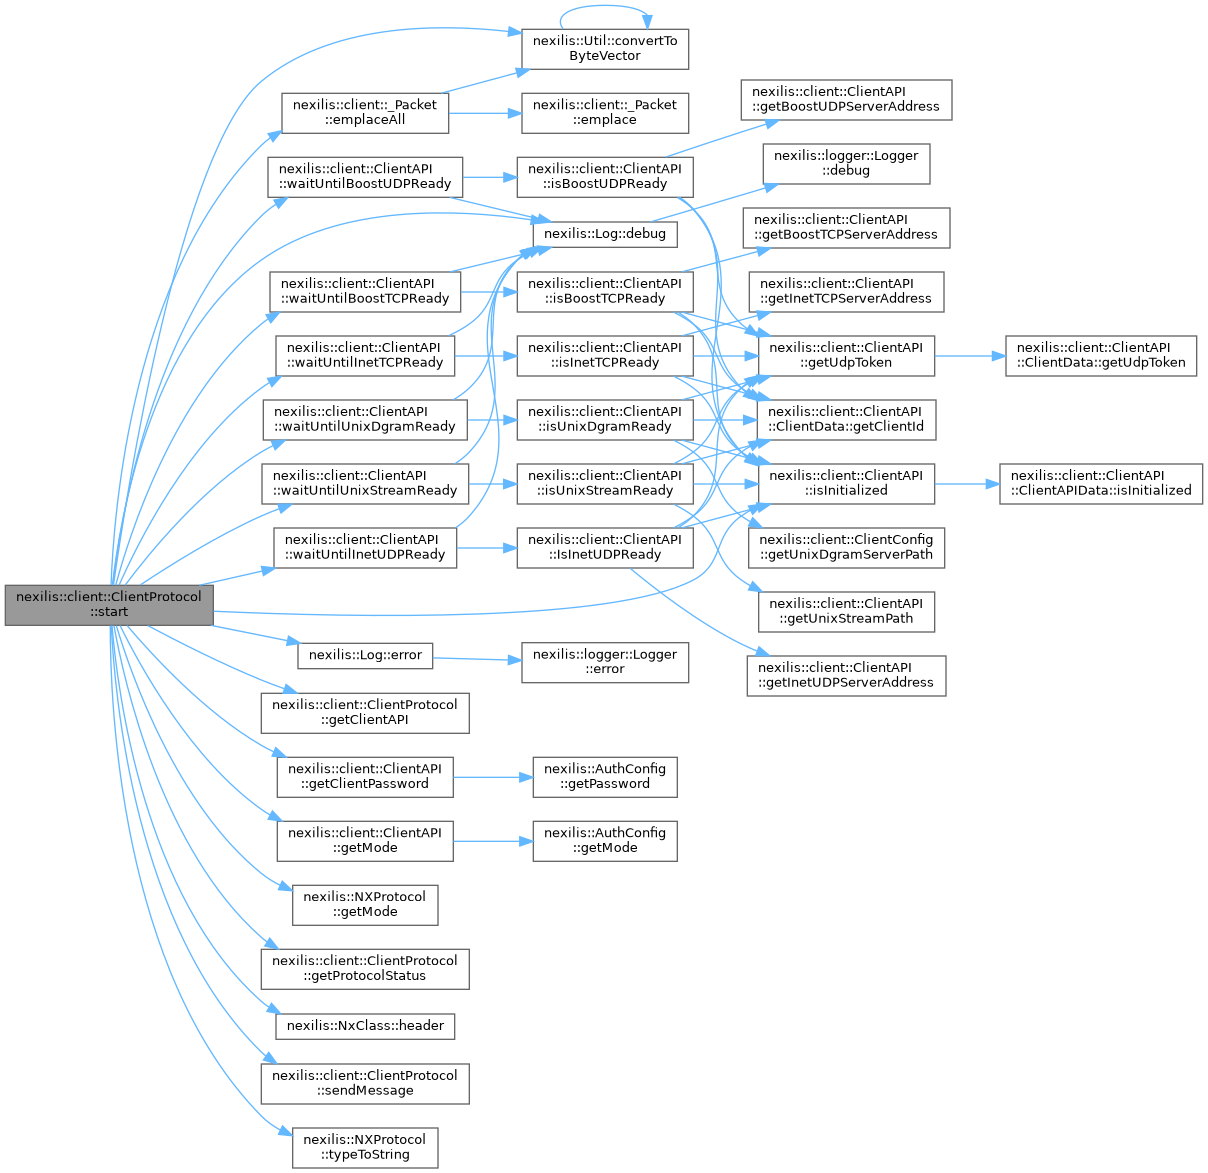 nexilis::client::ClientProtocol
::start
nexilis::Util::convertTo
ByteVector
nexilis::client::_Packet
::emplaceAll
nexilis::client::_Packet
::emplace
nexilis::client::ClientAPI
::waitUntilBoostUDPReady
nexilis::client::ClientAPI
::isBoostUDPReady
nexilis::client::ClientAPI
::getBoostUDPServerAddress
nexilis::logger::Logger
::debug
nexilis::Log::debug
nexilis::client::ClientAPI
::getBoostTCPServerAddress
nexilis::client::ClientAPI
::waitUntilBoostTCPReady
nexilis::client::ClientAPI
::isBoostTCPReady
nexilis::client::ClientAPI
::getInetTCPServerAddress
nexilis::client::ClientAPI
::waitUntilInetTCPReady
nexilis::client::ClientAPI
::isInetTCPReady
nexilis::client::ClientAPI
::getUdpToken
nexilis::client::ClientAPI
::ClientData::getUdpToken
nexilis::client::ClientAPI
::waitUntilUnixDgramReady
nexilis::client::ClientAPI
::isUnixDgramReady
nexilis::client::ClientAPI
::ClientData::getClientId
nexilis::client::ClientAPI
::waitUntilUnixStreamReady
nexilis::client::ClientAPI
::isUnixStreamReady
nexilis::client::ClientAPI
::isInitialized
nexilis::client::ClientAPI
::ClientAPIData::isInitialized
nexilis::client::ClientAPI
::waitUntilInetUDPReady
nexilis::client::ClientAPI
::IsInetUDPReady
nexilis::client::ClientConfig
::getUnixDgramServerPath
nexilis::client::ClientAPI
::getUnixStreamPath
nexilis::client::ClientAPI
::getInetUDPServerAddress
nexilis::Log::error
nexilis::logger::Logger
::error
nexilis::client::ClientProtocol
::getClientAPI
nexilis::client::ClientAPI
::getClientPassword
nexilis::AuthConfig
::getPassword
nexilis::client::ClientAPI
::getMode
nexilis::AuthConfig
::getMode
nexilis::NXProtocol
::getMode
nexilis::client::ClientProtocol
::getProtocolStatus
nexilis::NxClass::header
nexilis::client::ClientProtocol
::sendMessage
nexilis::NXProtocol
::typeToString